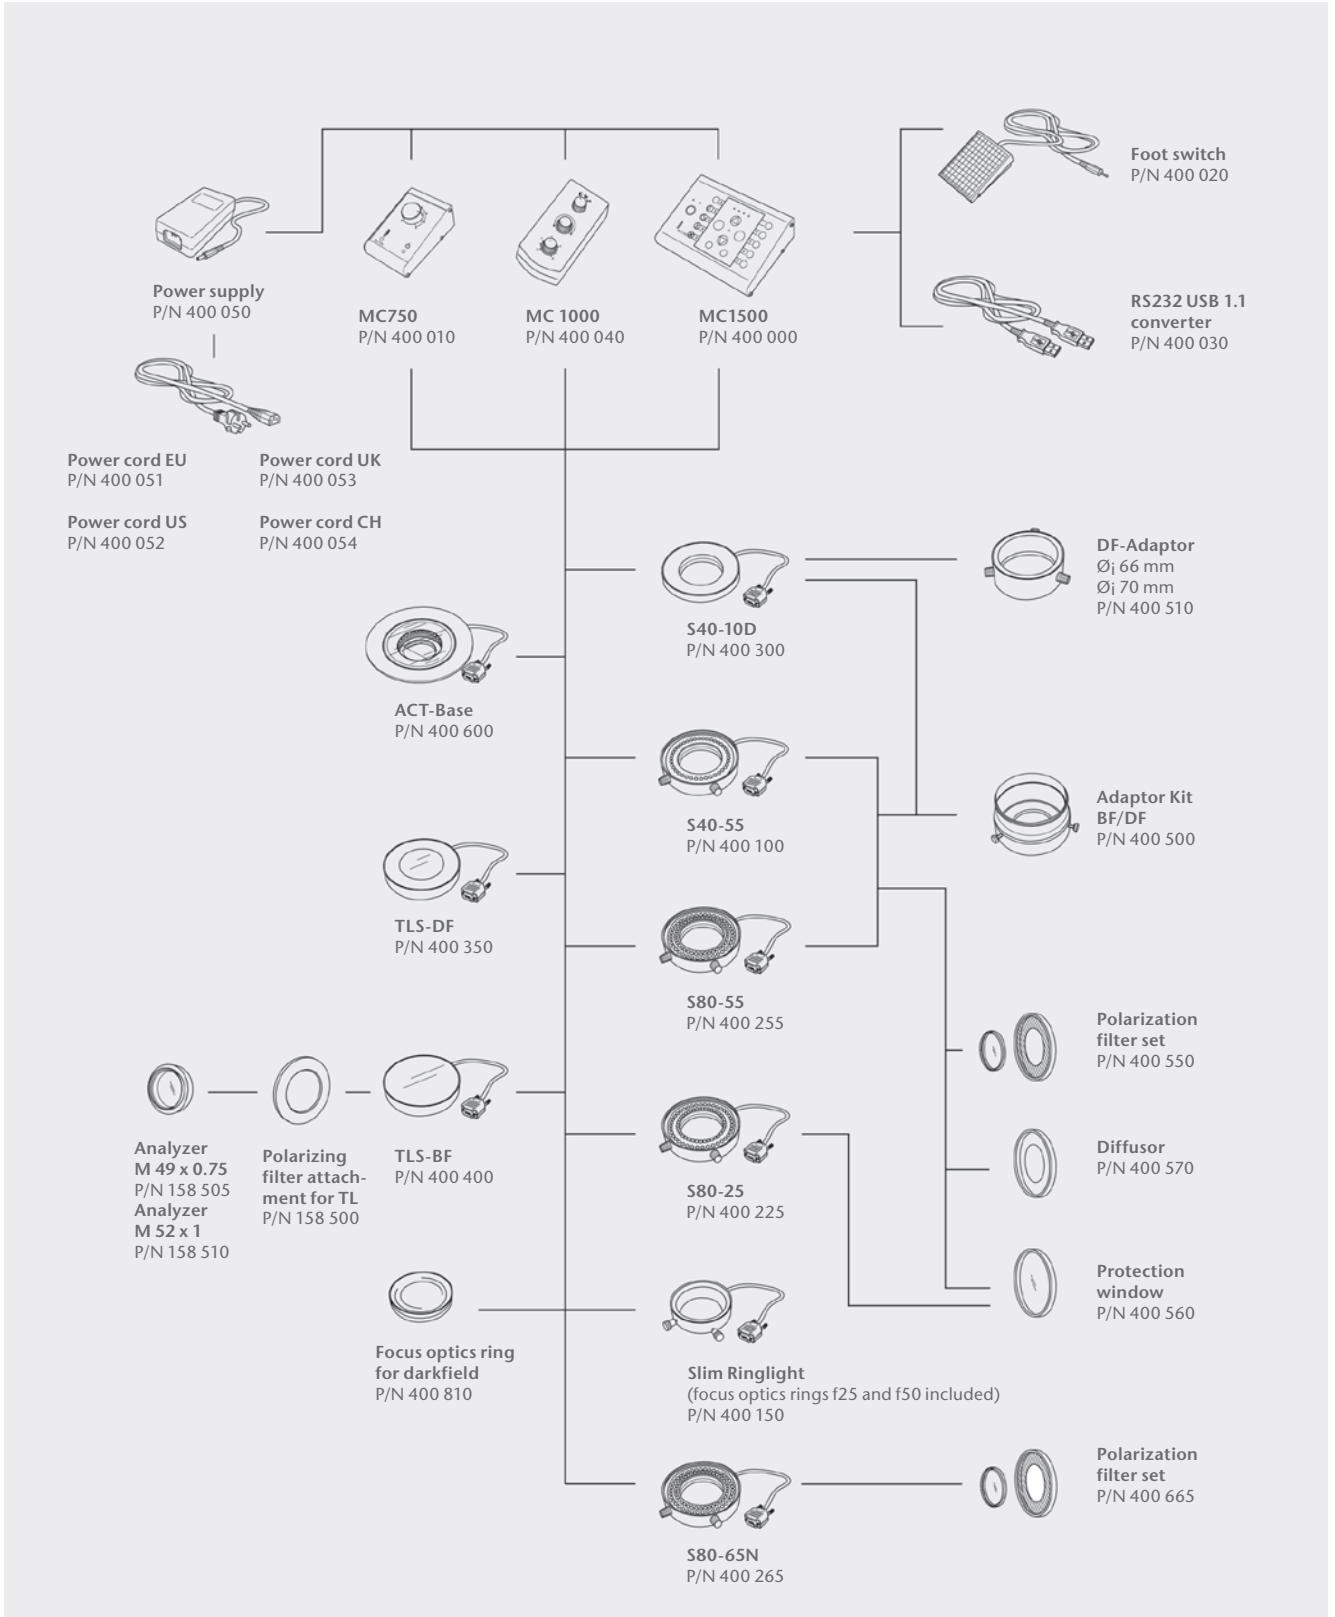 Foot switch
P/N 400 020
Power supply
P/N 400 050
MC750
P/N 400 010
MC 1000
P/N 400 040
MC1500
P/N 400 000
RS232 USB 1.1
converter
P/N 400 030
Power cord EU
P/N 400 051
Power cord UK
P/N 400 053
Power cord US
P/N 400 052
Power cord CH
P/N 400 054
DF-Adaptor
Øi 66 mm
Øi 70 mm
P/N 400 510
S40-10D
P/N 400 300
ACT-Base
P/N 400 600
S40-55
P/N 400 100
Adaptor Kit
BF/DF
P/N 400 500
TLS-DF
P/N 400 350
S80-55
P/N 400 255
Polarization
filter set
P/N 400 550
Analyzer
M 49 x 0.75
P/N 158 505
Analyzer
M 52 x 1
P/N 158 510
Polarizing
filter attach-
ment for TL
P/N 158 500
TLS-BF
P/N 400 400
S80-25
P/N 400 225
Diffusor
P/N 400 570
Protection
window
P/N 400 560
Focus optics ring
for darkfield
P/N 400 810
Slim Ringlight
(focus optics rings f25 and f50 included)
P/N 400 150
Polarization
filter set
P/N 400 665
S80-65N
P/N 400 265